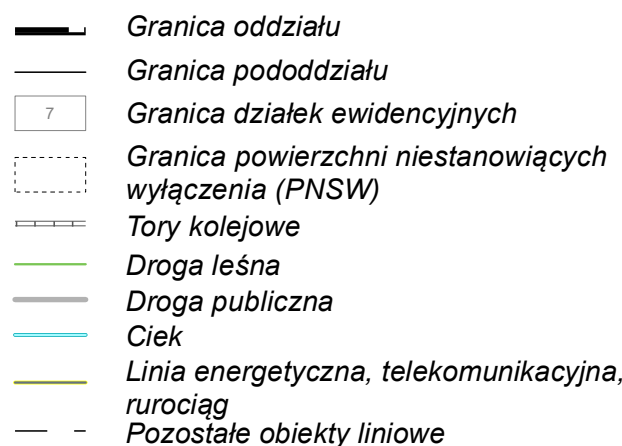 Granica oddziału
Granica pododdziału
7
Granica działek ewidencyjnych
Granica powierzchni niestanowiących
wyłączenia (PNSW)
Tory kolejowe
Droga leśna
Droga publiczna
Ciek
Linia energetyczna, telekomunikacyjna,
rurociąg
Pozostałe obiekty liniowe